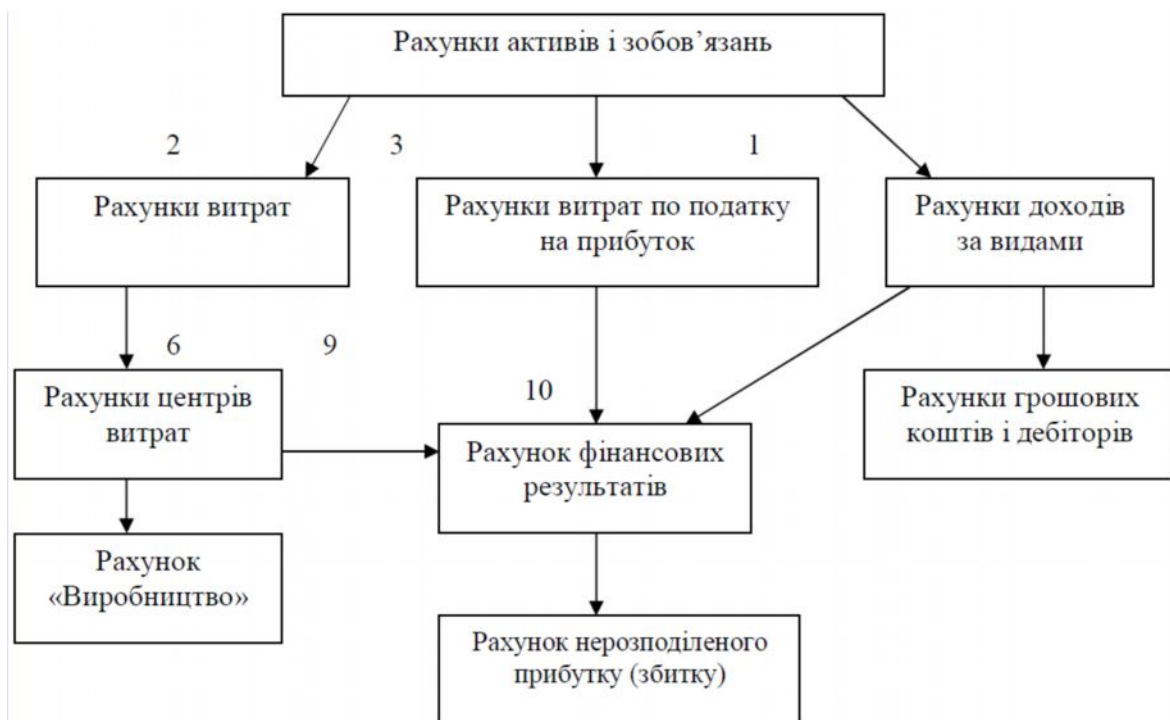 Рахунки активів і зобов’язань
2
3
1
Рахунки витрат
Рахунки витрат по податку
на прибуток
Рахунки доходів
за видами
6
9
10
Рахунки центрів
витрат
Рахунок фінансових
результатів
Рахунки грошових
коштів і дебіторів
Рахунок
«Виробництво»
Рахунок нерозподіленого
прибутку (збитку)